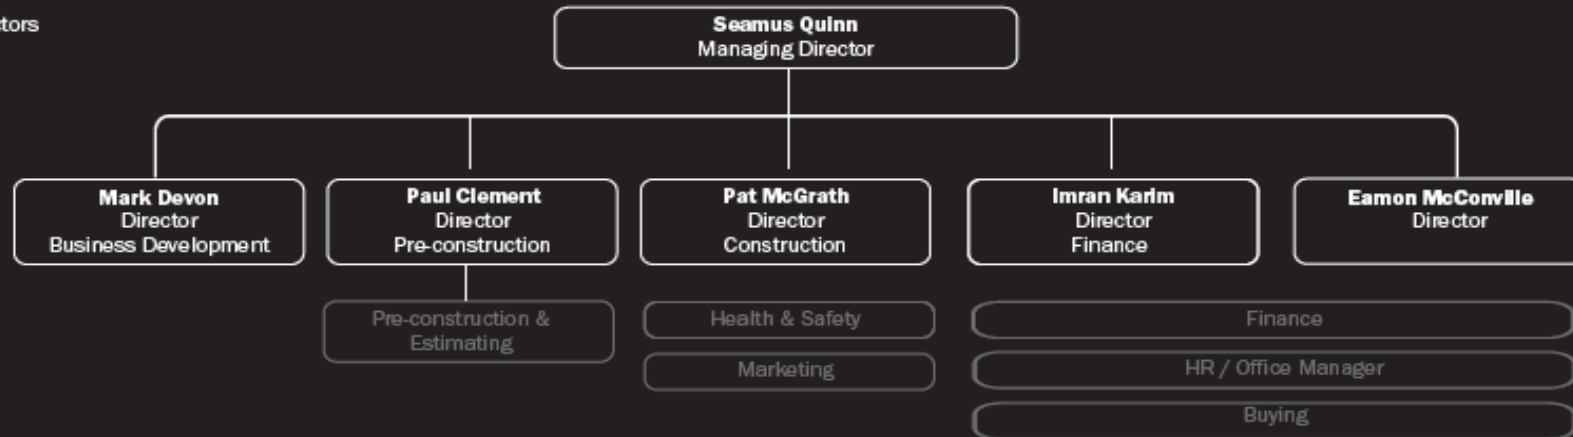 ctors
Seamus Quinn
Managing Director
Mark Devon
Director
Business Development
Paul Clement
Director
Pre-construction
Pat McGrath
Director
Construction
Imran Karim
Director
Finance
Eamon McConville
Director
Pre-construction &
Estimating
Health & Safety
Marketing
Finance
HR / Office Manager
Buying